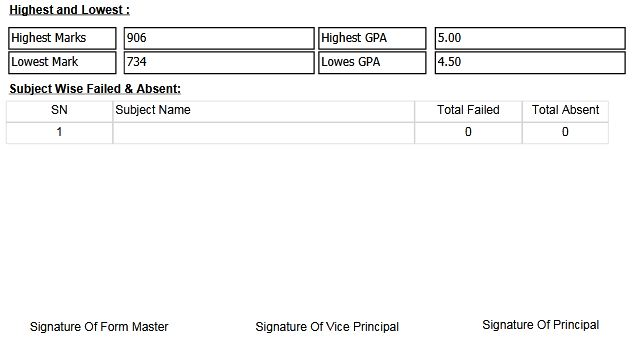 Highest and Lowest :
Highest Marks 906 Highest GPA 5.00
Lowest Mark 734 Lowes GPA 4.50
Subject Wise Failed & Absent:
SN Subject Name Total Failed Total Absent
1 0 0
Signature Of Form Master Signature Of Vice Principal Signature Of Principal